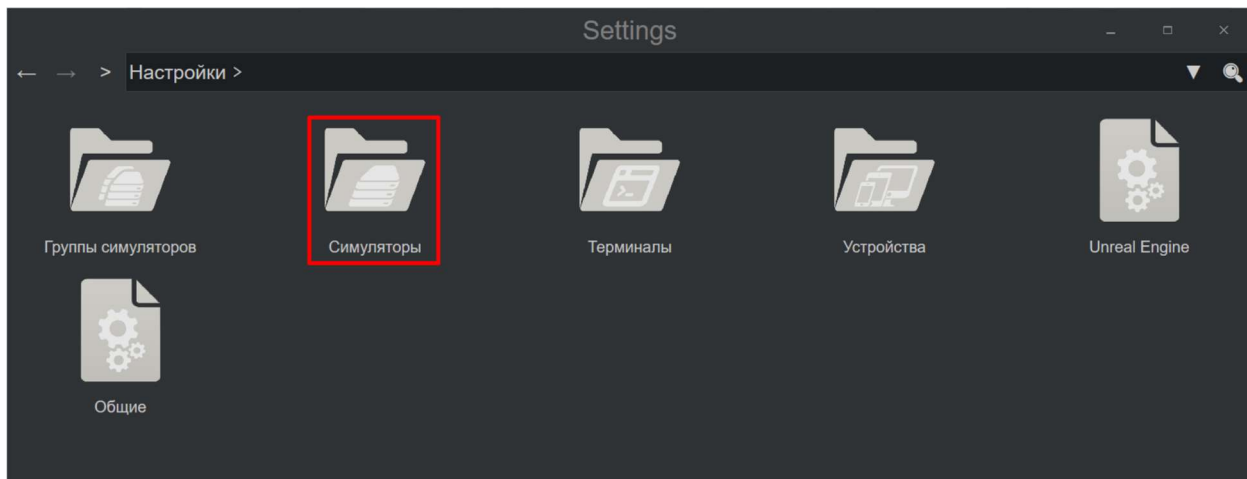 Settings
← → > Настройки >
Группы симуляторов
Симуляторы
Терминалы
Устройства
Unreal Engine
Общие